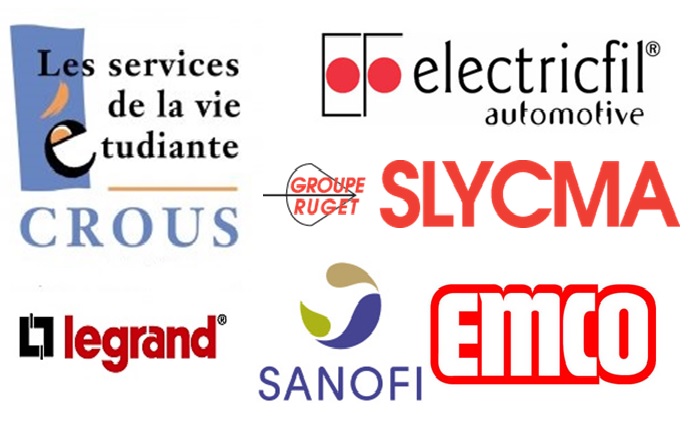 Les services
de la vie
étudiante
CROUS
electricfil®
automotive
GROUPE
RUGET
SLYCMA
legrand®
SANOFI
EMCO